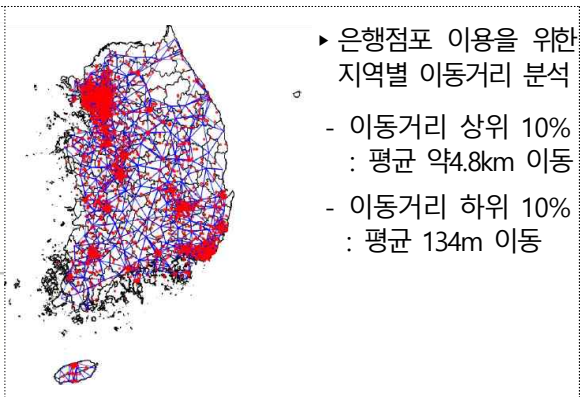 ▸ 은행점포 이용을 위한
지역별 이동거리 분석
- 이동거리 상위 10%
: 평균 약4.8km 이동
- 이동거리 하위 10%
: 평균 134m 이동